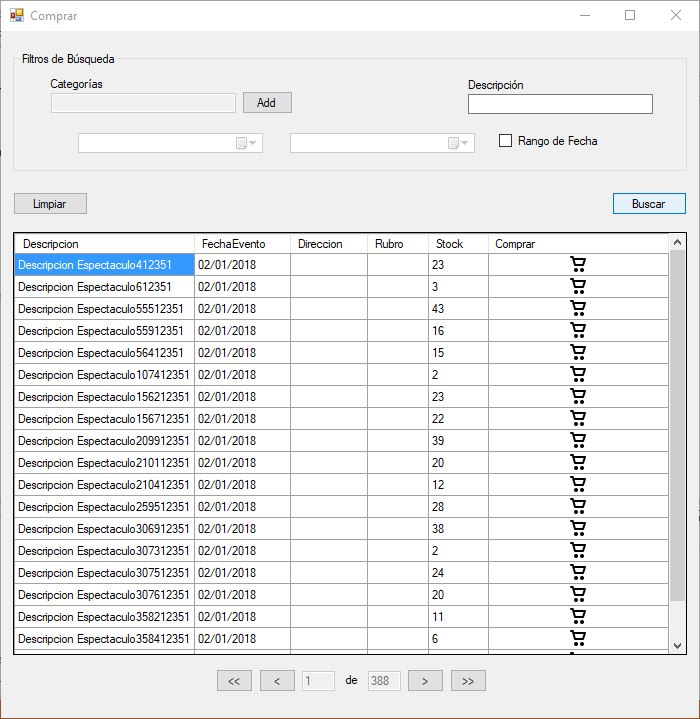 Comprar
Filtros de Búsqueda
Categorías
Descripción
Add
Rango de Fecha
Limpiar
Buscar
Descripcion FechaEvento Direccion Rubro Stock Comprar
Descripcion Espectaculo412351 02/01/2018 23
Descripcion Espectaculo612351 02/01/2018 3
Descripcion Espectaculo55512351 02/01/2018 43
Descripcion Espectaculo55912351 02/01/2018 16
Descripcion Espectaculo56412351 02/01/2018 15
Descripcion Espectaculo107412351 02/01/2018 2
Descripcion Espectaculo156212351 02/01/2018 23
Descripcion Espectaculo156712351 02/01/2018 22
Descripcion Espectaculo209912351 02/01/2018 39
Descripcion Espectaculo210112351 02/01/2018 20
Descripcion Espectaculo210412351 02/01/2018 12
Descripcion Espectaculo259512351 02/01/2018 28
Descripcion Espectaculo306912351 02/01/2018 38
Descripcion Espectaculo307312351 02/01/2018 2
Descripcion Espectaculo307512351 02/01/2018 24
Descripcion Espectaculo307612351 02/01/2018 20
Descripcion Espectaculo358212351 02/01/2018 11
Descripcion Espectaculo358412351 02/01/2018 6
<< < 1 de 388 > >>